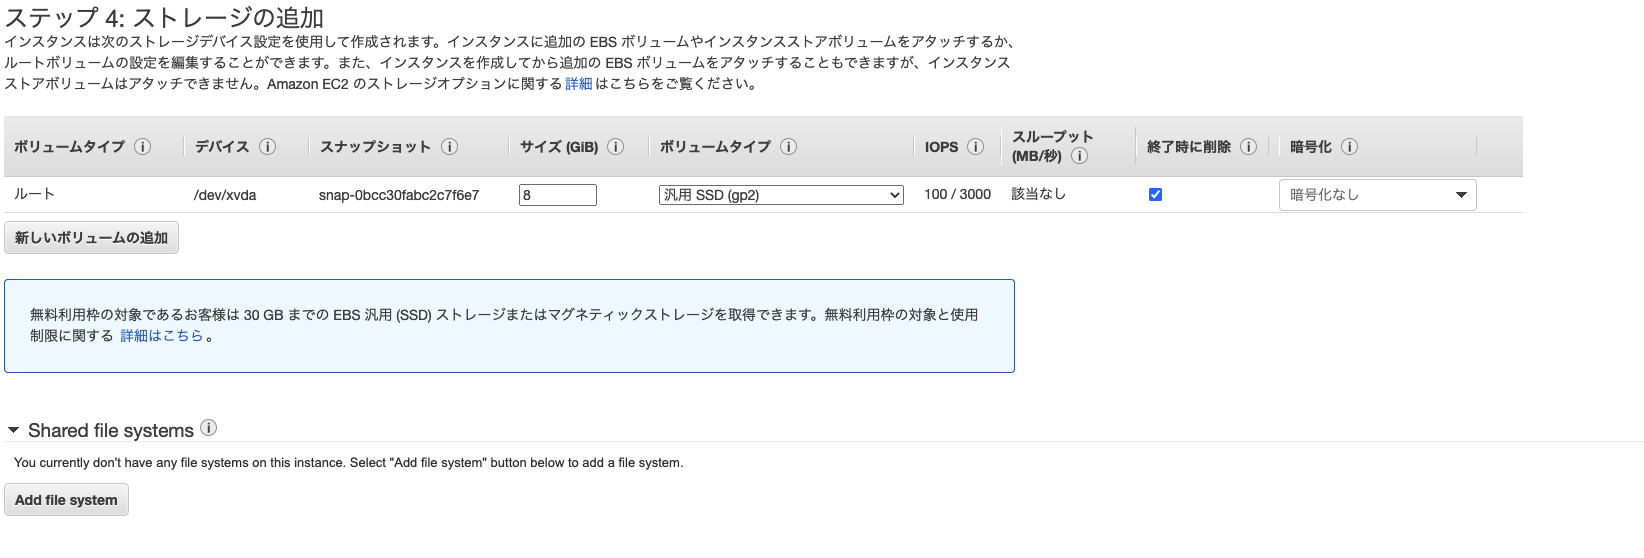 ステップ 4: ストレージの追加
インスタンスは次のストレージデバイス設定を使用して作成されます。インスタンスに追加の EBS ボリュームやインスタンスストアボリュームをアタッチするか、
ルートボリュームの設定を編集することができます。また、インスタンスを作成してから追加の EBS ボリュームをアタッチすることもできますが、インスタンス
ストアボリュームはアタッチできません。Amazon EC2 のストレージオプションに関する 詳細 はこちらをご覧ください。
ボリュームタイプ デバイス スナップショット サイズ (GiB) ボリュームタイプ IOPS スループット (MB/秒) 終了時に削除 暗号化
ルート /dev/xvda snap-0bcc30fabc2c7f6e7 8 汎用 SSD (gp2) 100 / 3000 該当なし 暗号化なし
新しいボリュームの追加
無料利用枠の対象であるお客様は 30 GB までの EBS 汎用 (SSD) ストレージまたはマグネティックストレージを取得できます。無料利用枠の対象と使用
制限に関する 詳細はこちら 。
Shared file systems
You currently don't have any file systems on this instance. Select "Add file system" button below to add a file system.
Add file system